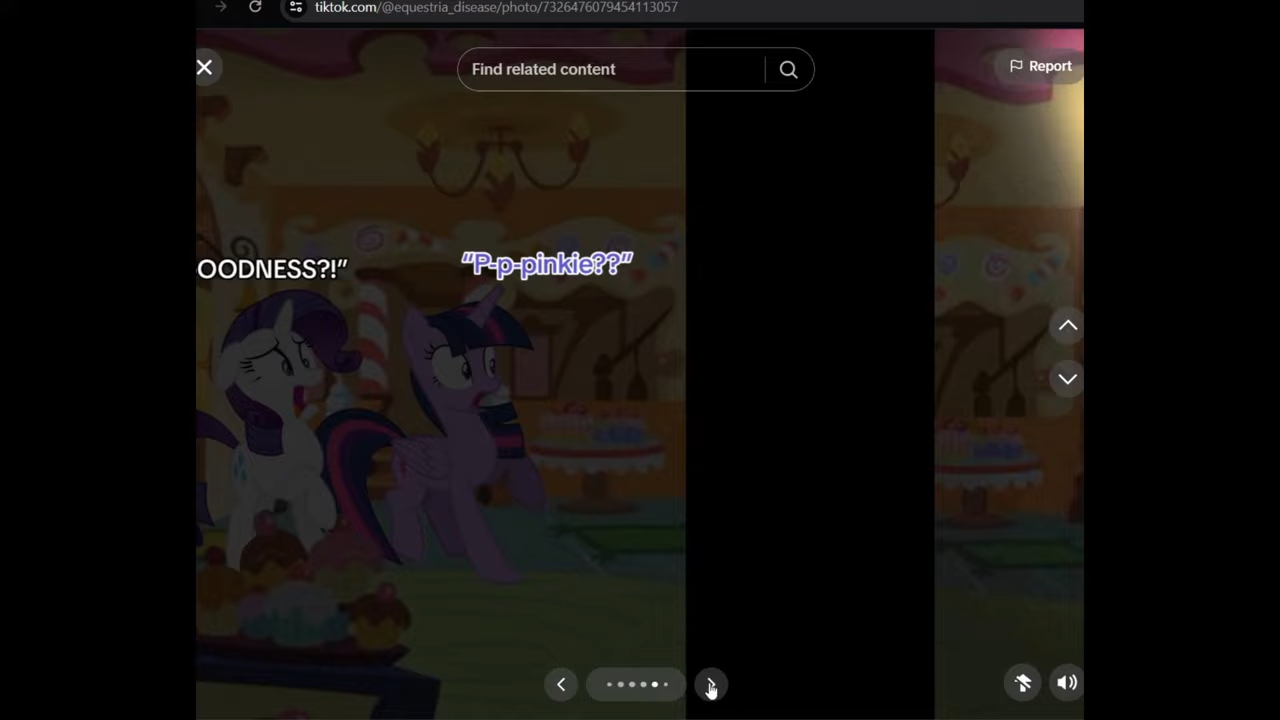 tiktok.com/@equestria_disease/photo/7326476079454113057
Find related content
Report
OODNESS?!”
“P-p-pinkie??”